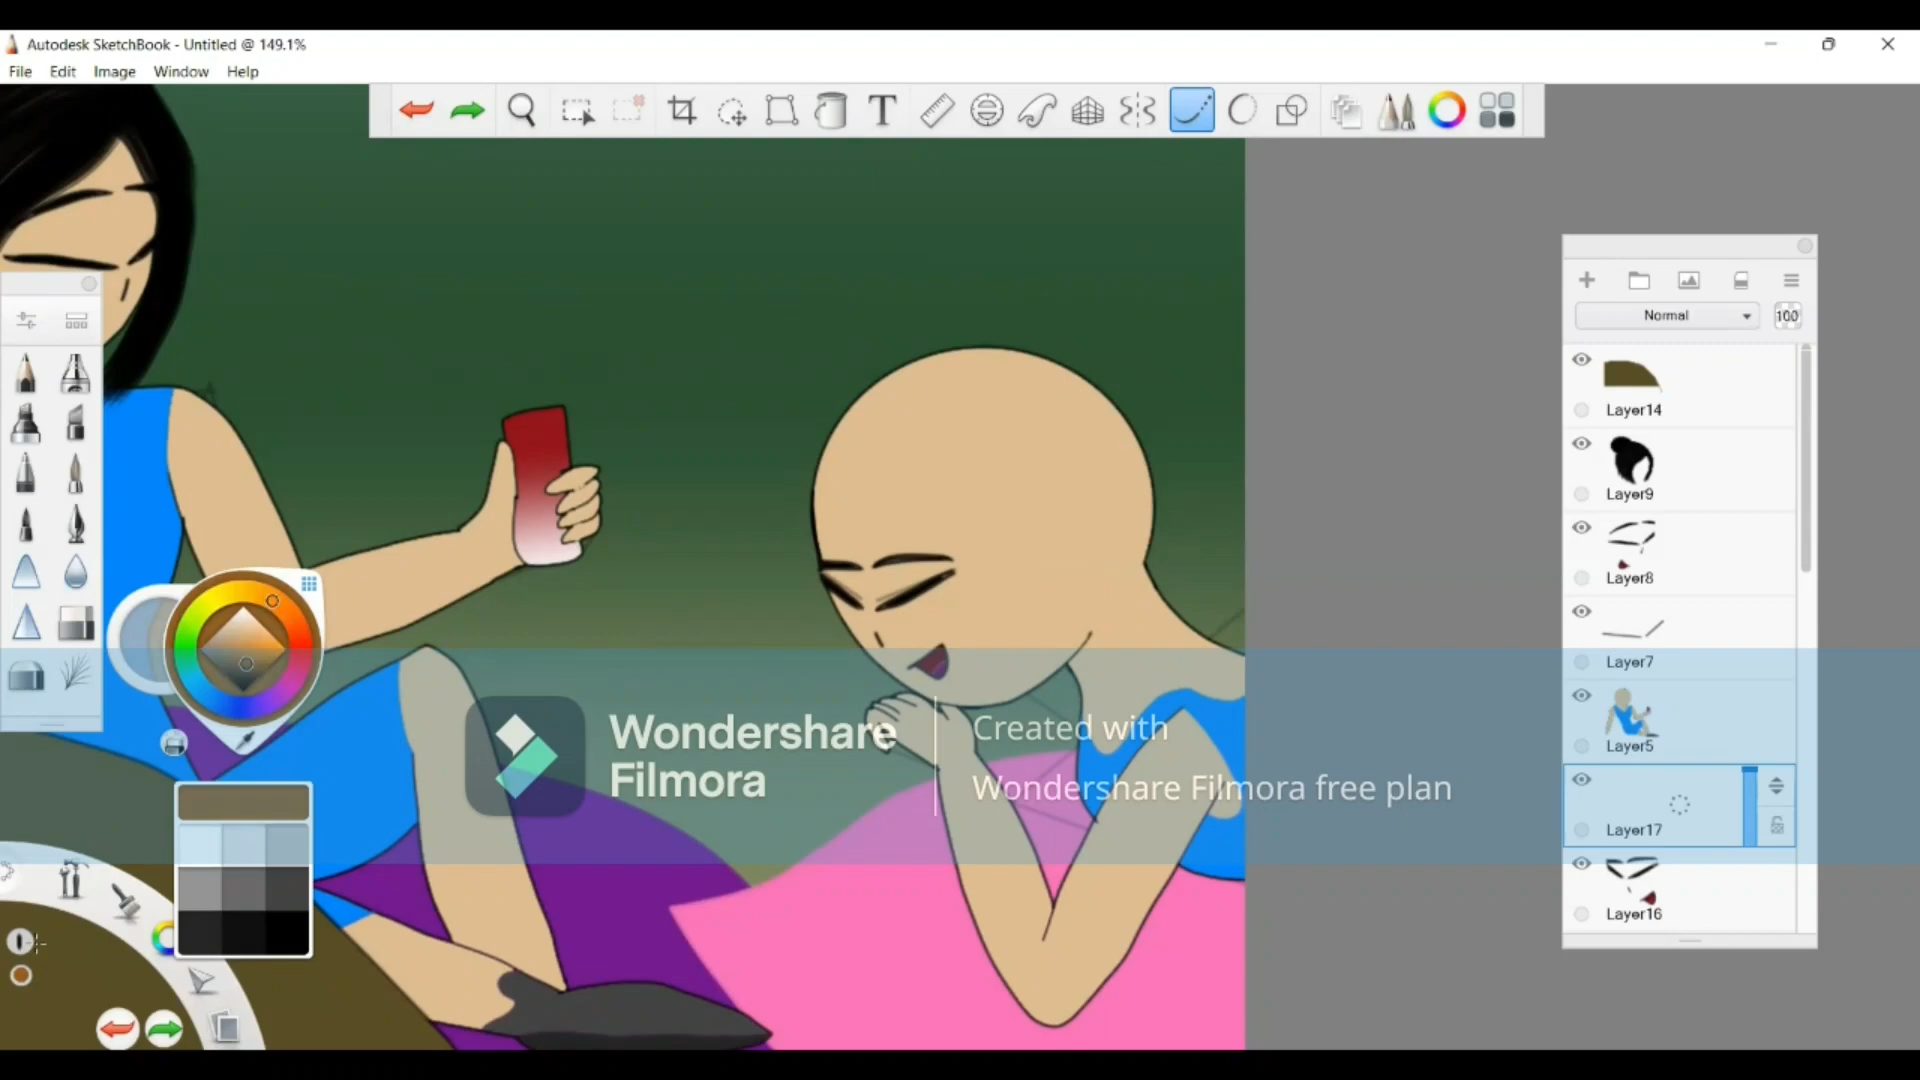 Autodesk SketchBook - Untitled @ 149.1%
File Edit Image Window Help
T
Normal 100
Layer14
Layer9
Layer8
Layer7
Layer5
Layer17
Layer16
Wondershare
Filmora
Created with
Wondershare Filmora free plan